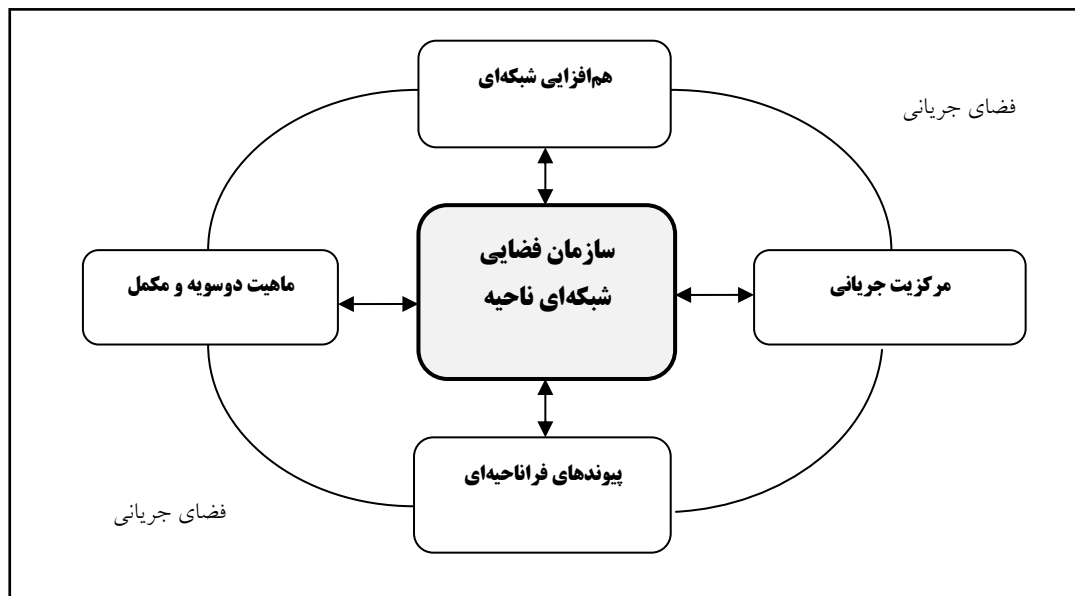 هم‌افزایی شبکه‌ای
فضای جریانی
سازمان فضایی
شبکه‌ای ناحیه
مرکزیت جریانی
ماهیت دوسویه و مکمل
پیوندهای فراناحیه‌ای
فضای جریانی